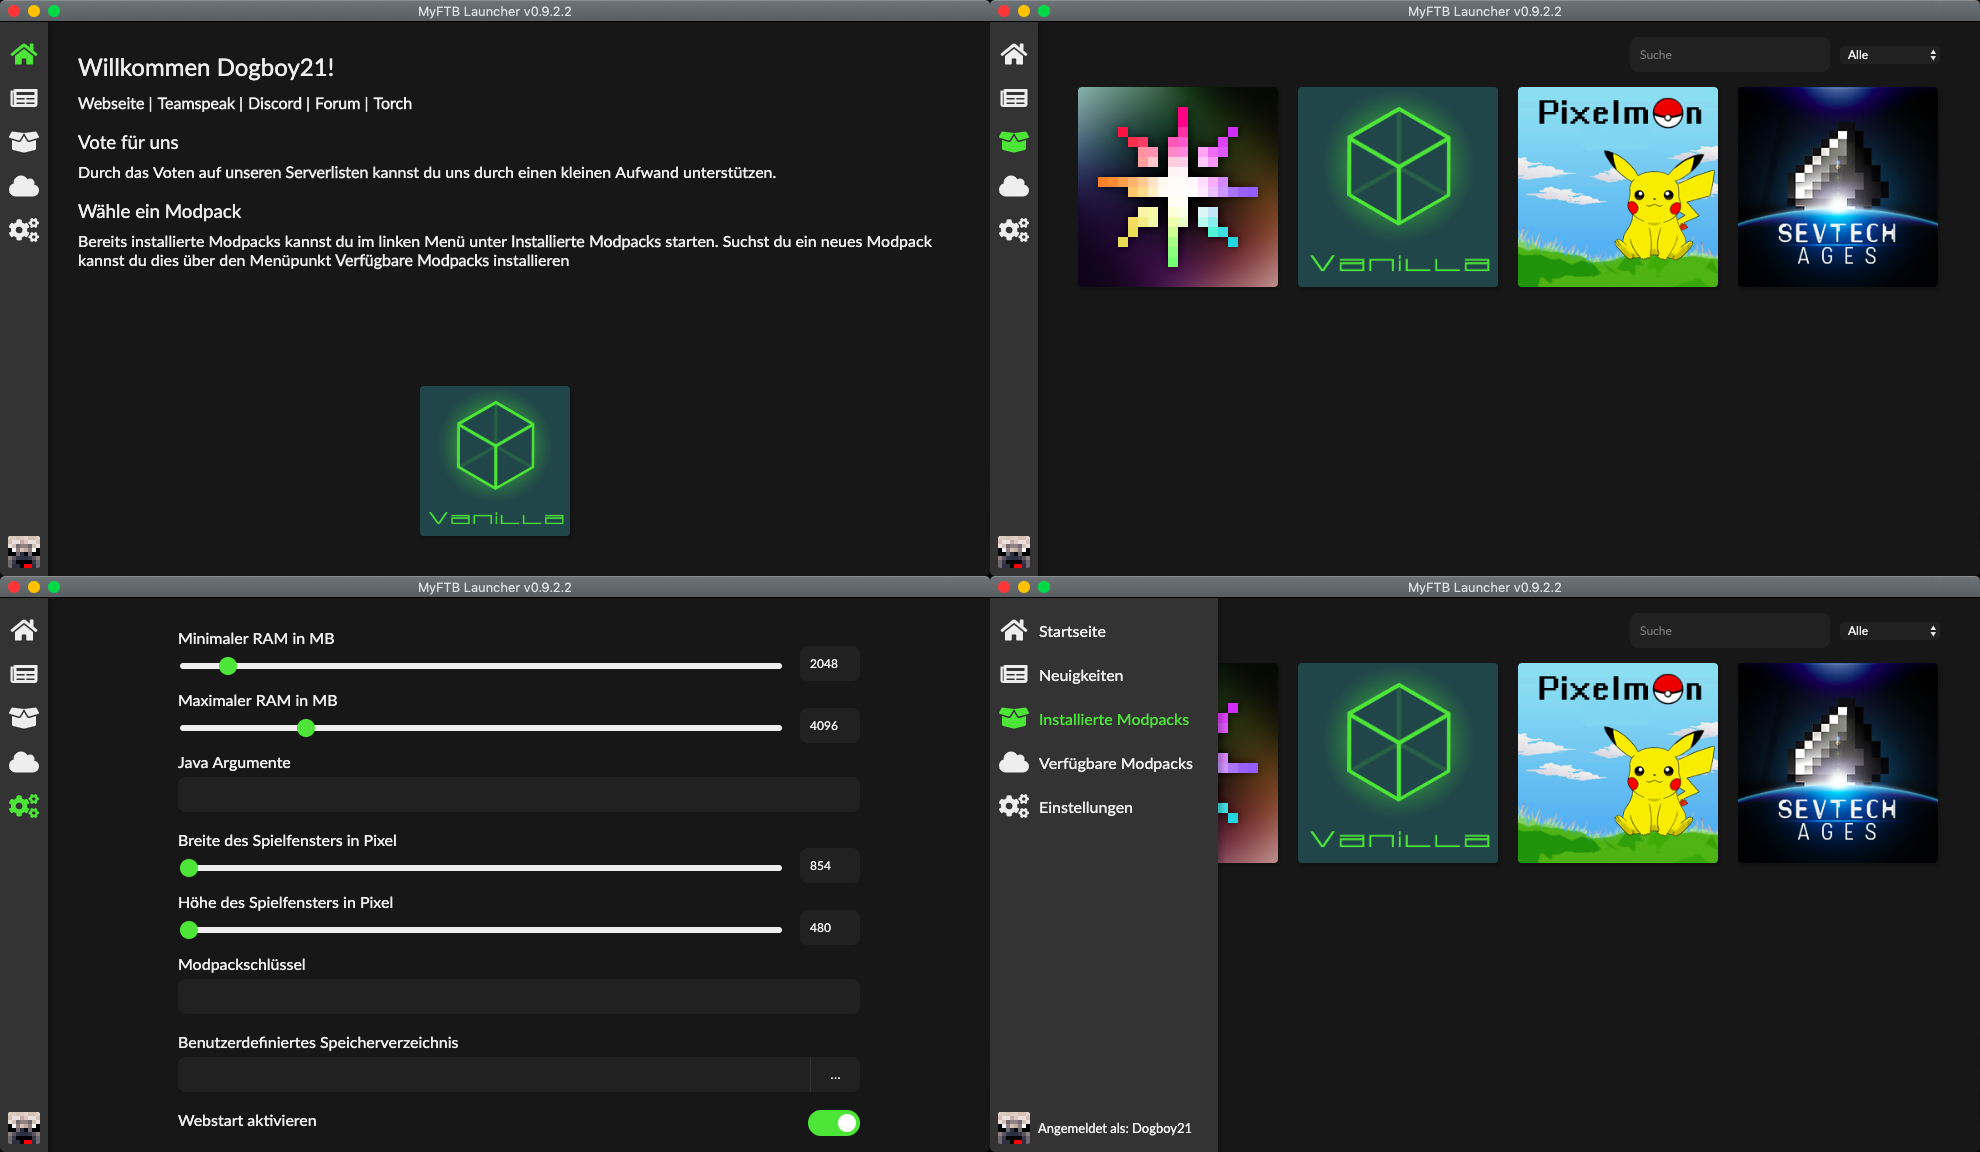 MyFTB Launcher v0.9.2.2
Willkommen Dogboy21!
Webseite | Teamspeak | Discord | Forum | Torch
Vote für uns
Durch das Voten auf unseren Serverlisten kannst du uns durch einen kleinen Aufwand unterstützen.
Wähle ein Modpack
Bereits installierte Modpacks kannst du im linken Menü unter Installierte Modpacks starten. Suchst du ein neues Modpack
kannst du dies über den Menüpunkt Verfügbare Modpacks installieren
Vanilla
MyFTB Launcher v0.9.2.2
Suche
Alle
Vanilla
Pixelmon
SEVTECH
AGES
MyFTB Launcher v0.9.2.2
Minimaler RAM in MB
2048
Maximaler RAM in MB
4096
Java Argumente
Breite des Spielfensters in Pixel
854
Höhe des Spielfensters in Pixel
480
Modpackschlüssel
Benutzerdefiniertes Speicherverzeichnis
...
Webstart aktivieren
MyFTB Launcher v0.9.2.2
Startseite
Neuigkeiten
Installierte Modpacks
Verfügbare Modpacks
Einstellungen
Angemeldet als: Dogboy21
Suche
Alle
Vanilla
Pixelmon
SEVTECH
AGES